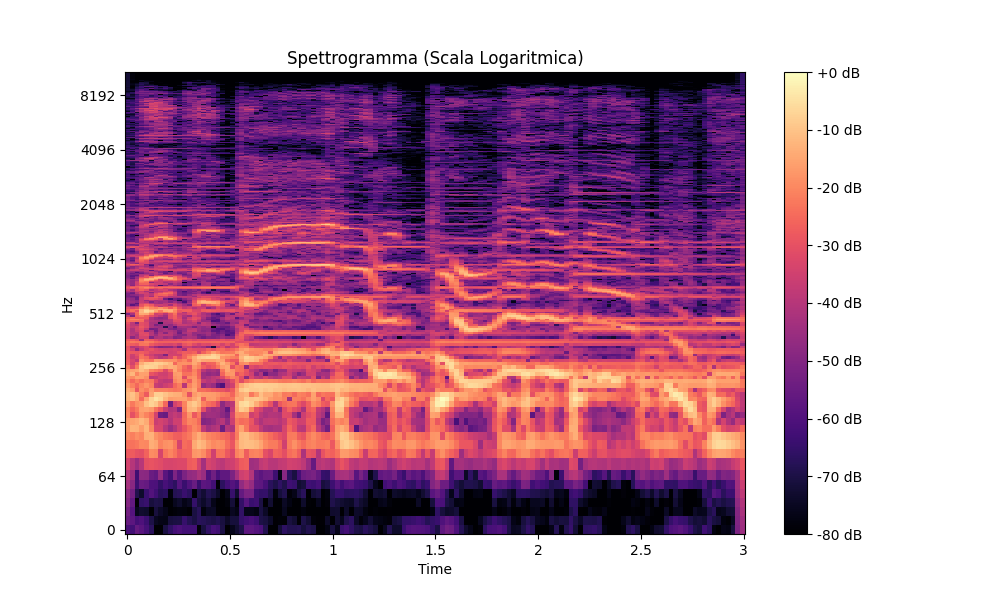 Spettrogramma (Scala Logaritmica)
Hz
8192
4096
2048
1024
512
256
128
64
0
0 0.5 1 1.5 2 2.5 3
Time
+0 dB
-10 dB
-20 dB
-30 dB
-40 dB
-50 dB
-60 dB
-70 dB
-80 dB